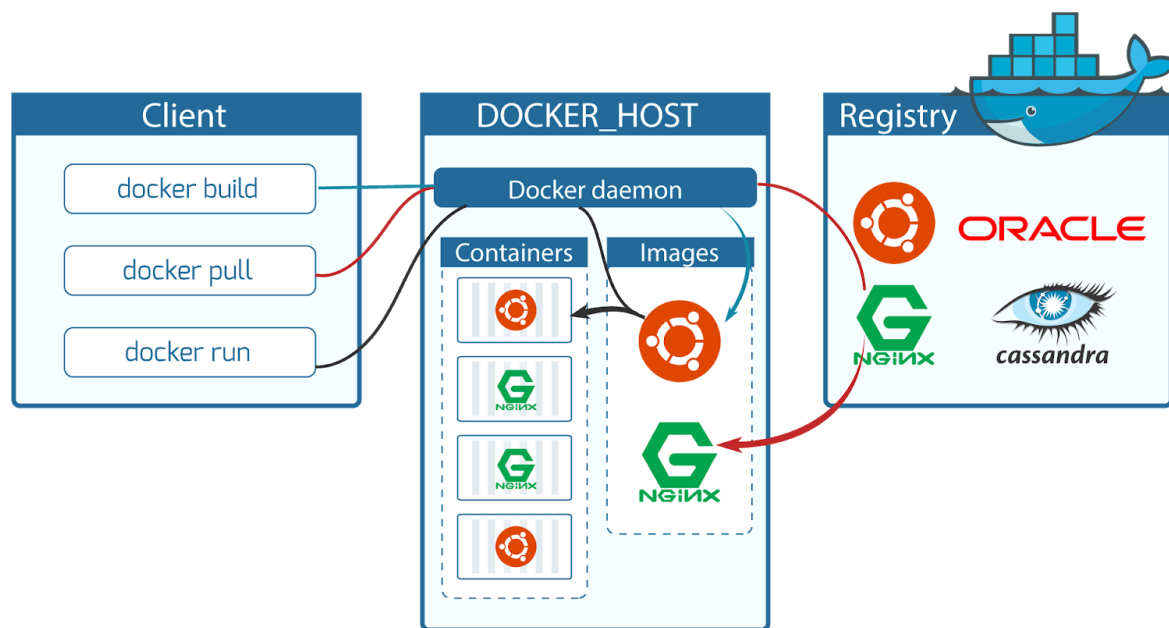 Client
docker build
docker pull
docker run
DOCKER_HOST
Docker daemon
Containers
NGiNX
NGiNX
Images
NGiNX
Registry
ORACLE
NGiNX
cassandra